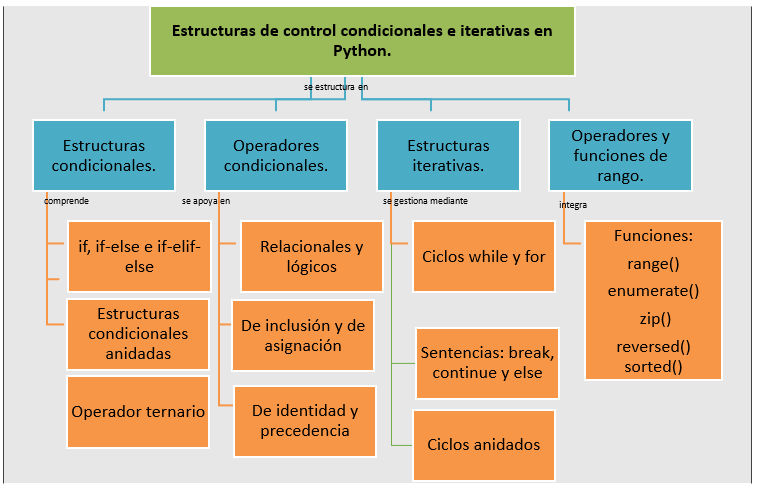 Estructuras de control condicionales e iterativas en
Python.
se estructura en
Estructuras
condicionales.
Operadores
condicionales.
Estructuras
iterativas.
Operadores y
funciones de
rango.
comprende
se apoya en
se gestiona mediante
integra
if, if-else e if-elif-
else
Estructuras
condicionales
anidadas
Operador ternario
Relacionales y
lógicos
De inclusión y de
asignación
De identidad y
precedencia
Ciclos while y for
Sentencias: break,
continue y else
Ciclos anidados
Funciones:
range()
enumerate()
zip()
reversed()
sorted()